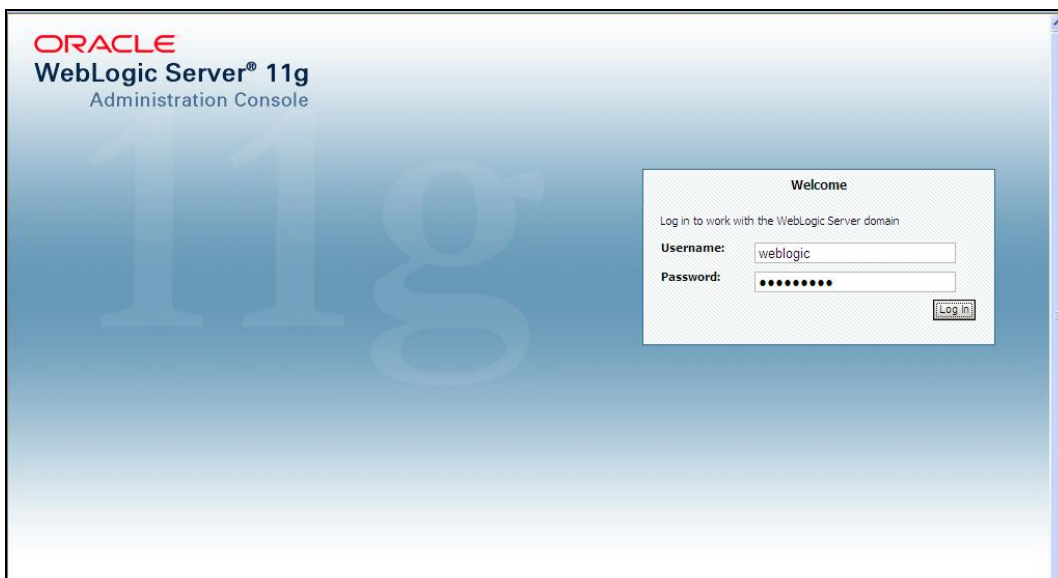 ORACLE
WebLogic Server® 11g
Administration Console
11g
Welcome
Log in to work with the WebLogic Server domain
Username:
weblogic
Password:
●●●●●●●●●
Log In